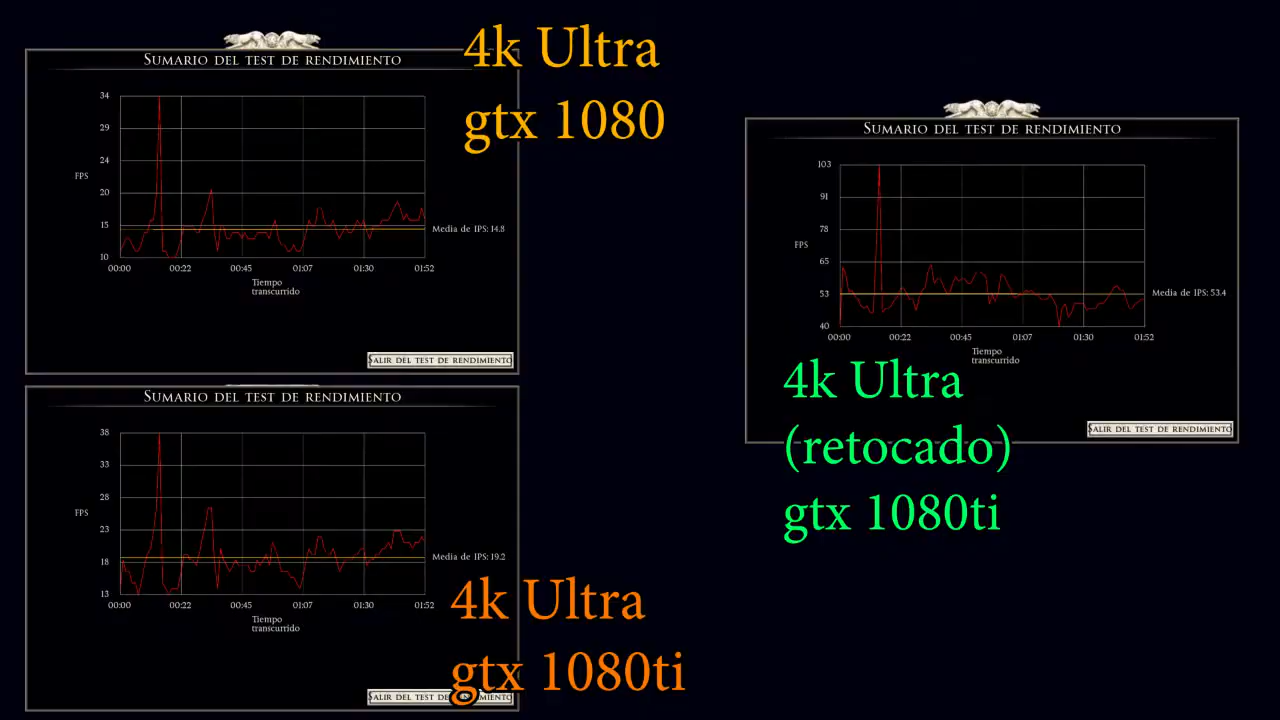 4k Ultra
gtx 1080
Sumario del test de rendimiento
34
29
24
20
15
10
FPS
00:00 00:22 00:45 01:07 01:30 01:52
Tiempo
transcurrido
Media de IPS: 14.8
Salir del test de rendimiento
Sumario del test de rendimiento
38
33
28
23
18
13
FPS
00:00 00:22 00:45 01:07 01:30 01:52
Tiempo
transcurrido
Media de IPS: 19.2
4k Ultra
gtx 1080ti
Salir del test de
Sumario del test de rendimiento
103
91
78
65
53
40
FPS
00:00 00:22 00:45 01:07 01:30 01:52
Tiempo
transcurrido
Media de IPS: 53.4
4k Ultra
(retocado)
gtx 1080ti
Salir del test de rendimiento